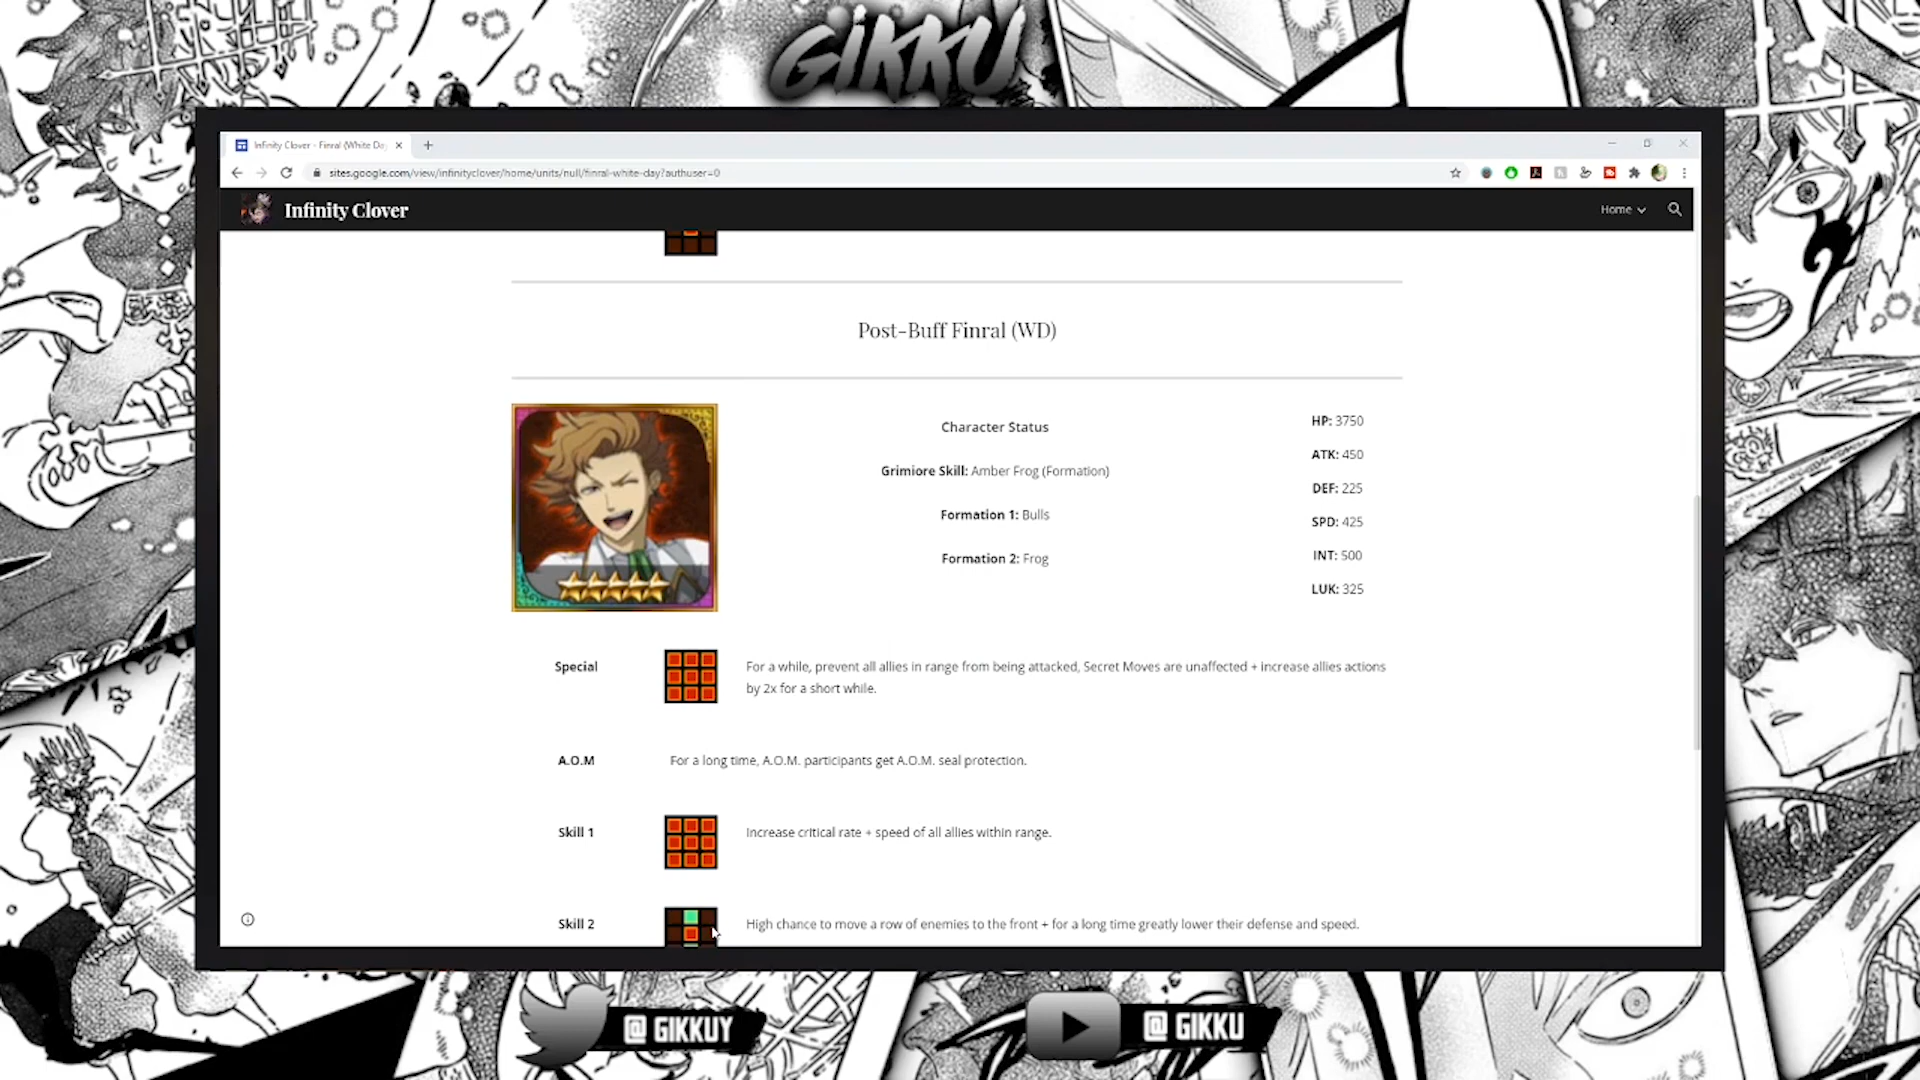 GIKKU
Infinity Clover - Finral (White Da
sites.google.com/view/infinityclover/home/units/null/finral-white-day?authuser=0
Infinity Clover
Home
Post-Buff Finral (WD)
Character Status
Grimiore Skill: Amber Frog (Formation)
Formation 1: Bulls
Formation 2: Frog
HP: 3750
ATK: 450
DEF: 225
SPD: 425
INT: 500
LUK: 325
Special
For a while, prevent all allies in range from being attacked, Secret Moves are unaffected + increase allies actions
by 2x for a short while.
A.O.M
For a long time, A.O.M. participants get A.O.M. seal protection.
Skill 1
Increase critical rate + speed of all allies within range.
Skill 2
High chance to move a row of enemies to the front + for a long time greatly lower their defense and speed.
@ GIKKUY
@ GIKKU